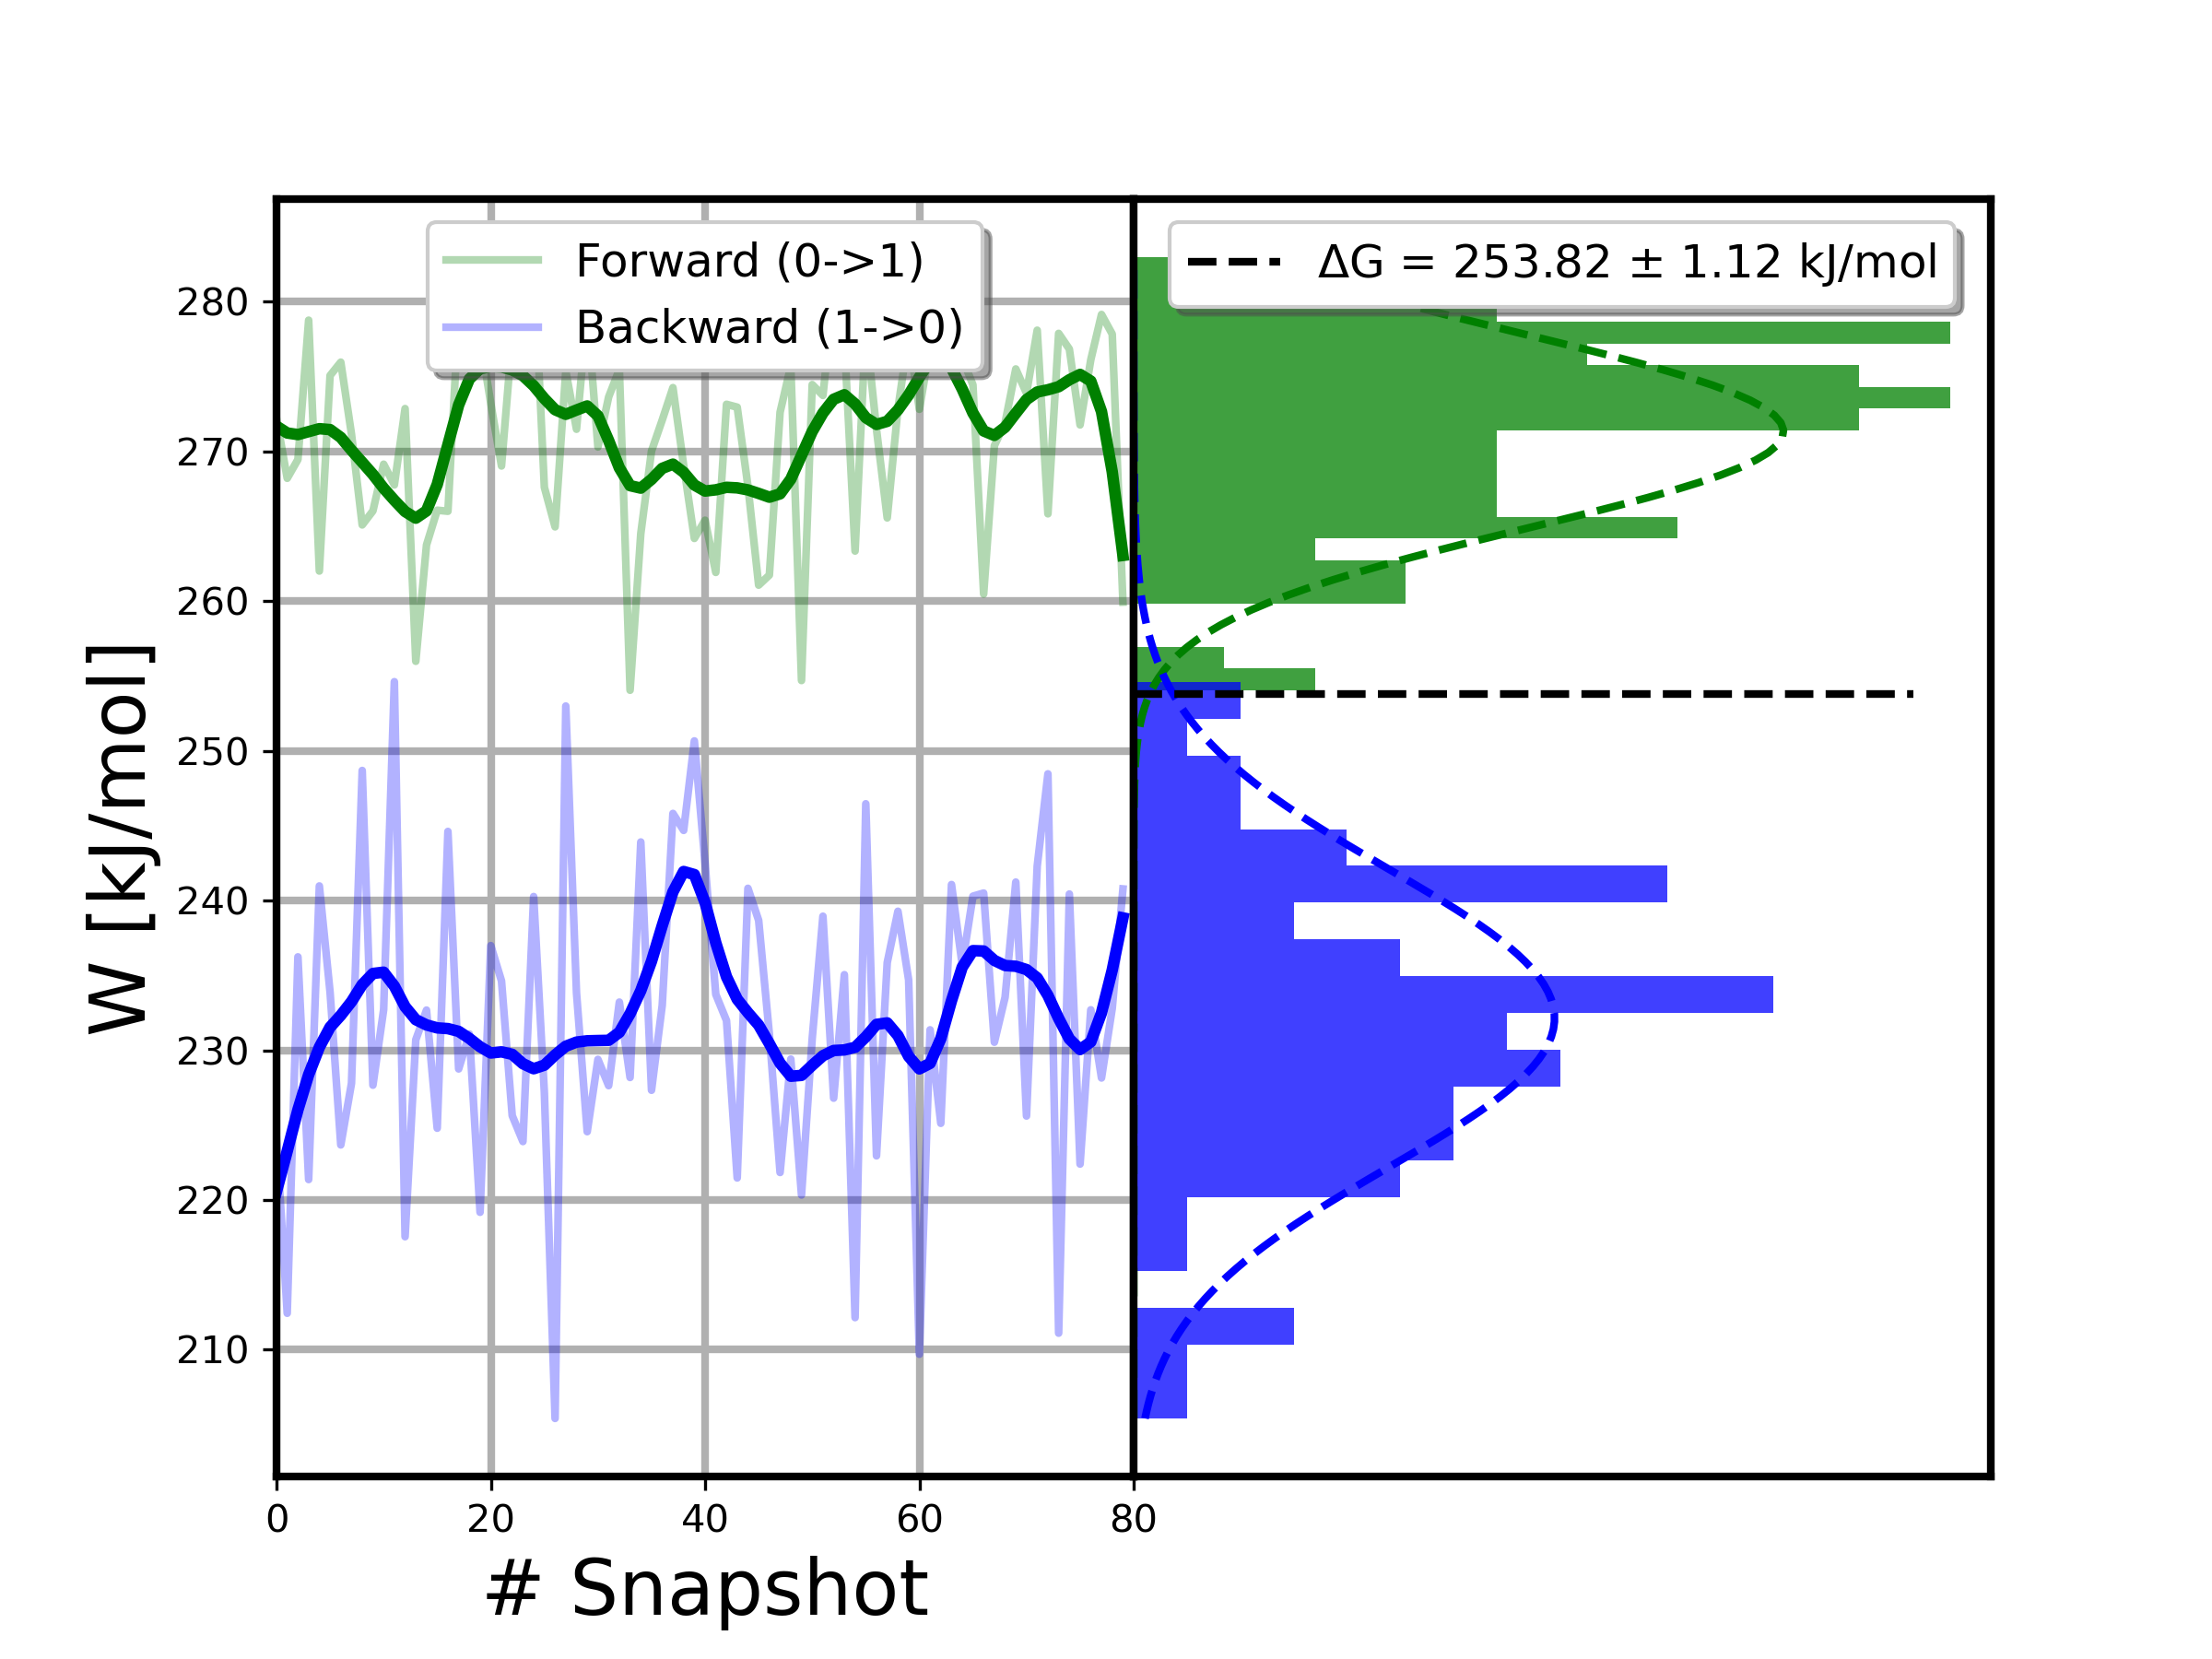 Forward (0->1)
Backward (1->0)
ΔG = 253.82 ± 1.12 kJ/mol
280
270
260
250
240
230
220
210
W [kJ/mol]
0 20 40 60 80
# Snapshot